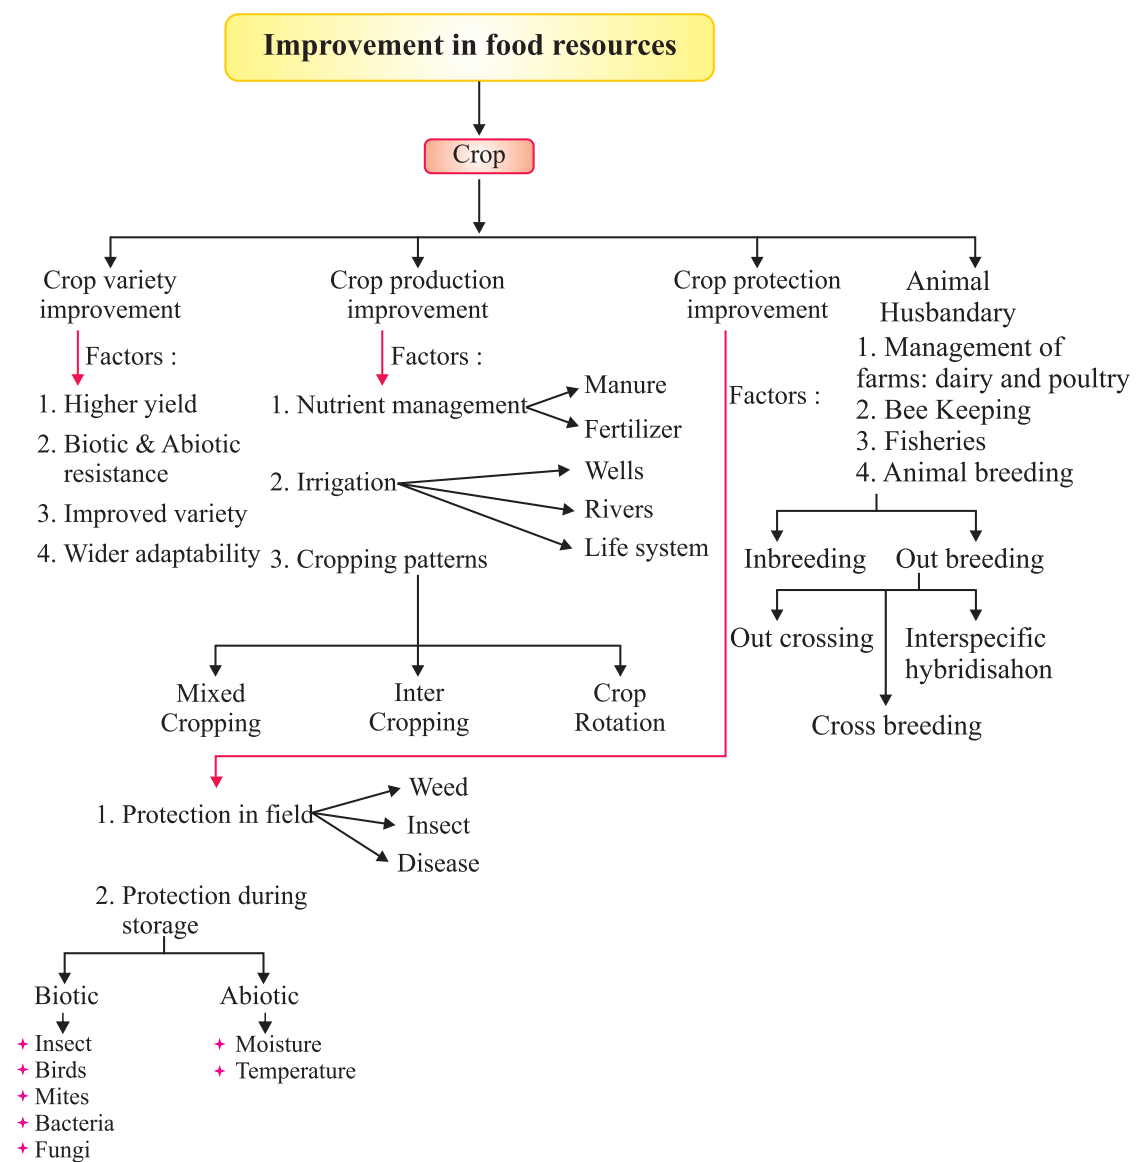 Improvement in food resources
Crop
Crop variety
improvement
Factors :
1. Higher yield
2. Biotic & Abiotic
resistance
3. Improved variety
4. Wider adaptability
Crop production
improvement
Factors :
1. Nutrient management
Manure
Fertilizer
2. Irrigation
Wells
Rivers
Life system
3. Cropping patterns
Mixed
Cropping
Inter
Cropping
Crop
Rotation
Crop protection
improvement
Factors :
1. Protection in field
Weed
Insect
Disease
2. Protection during
storage
Biotic
Insect
Birds
Mites
Bacteria
Fungi
Abiotic
Moisture
Temperature
Animal
Husbandary
1. Management of
farms: dairy and poultry
2. Bee Keeping
3. Fisheries
4. Animal breeding
Inbreeding
Out breeding
Out crossing
Interspecific
hybridisahon
Cross breeding